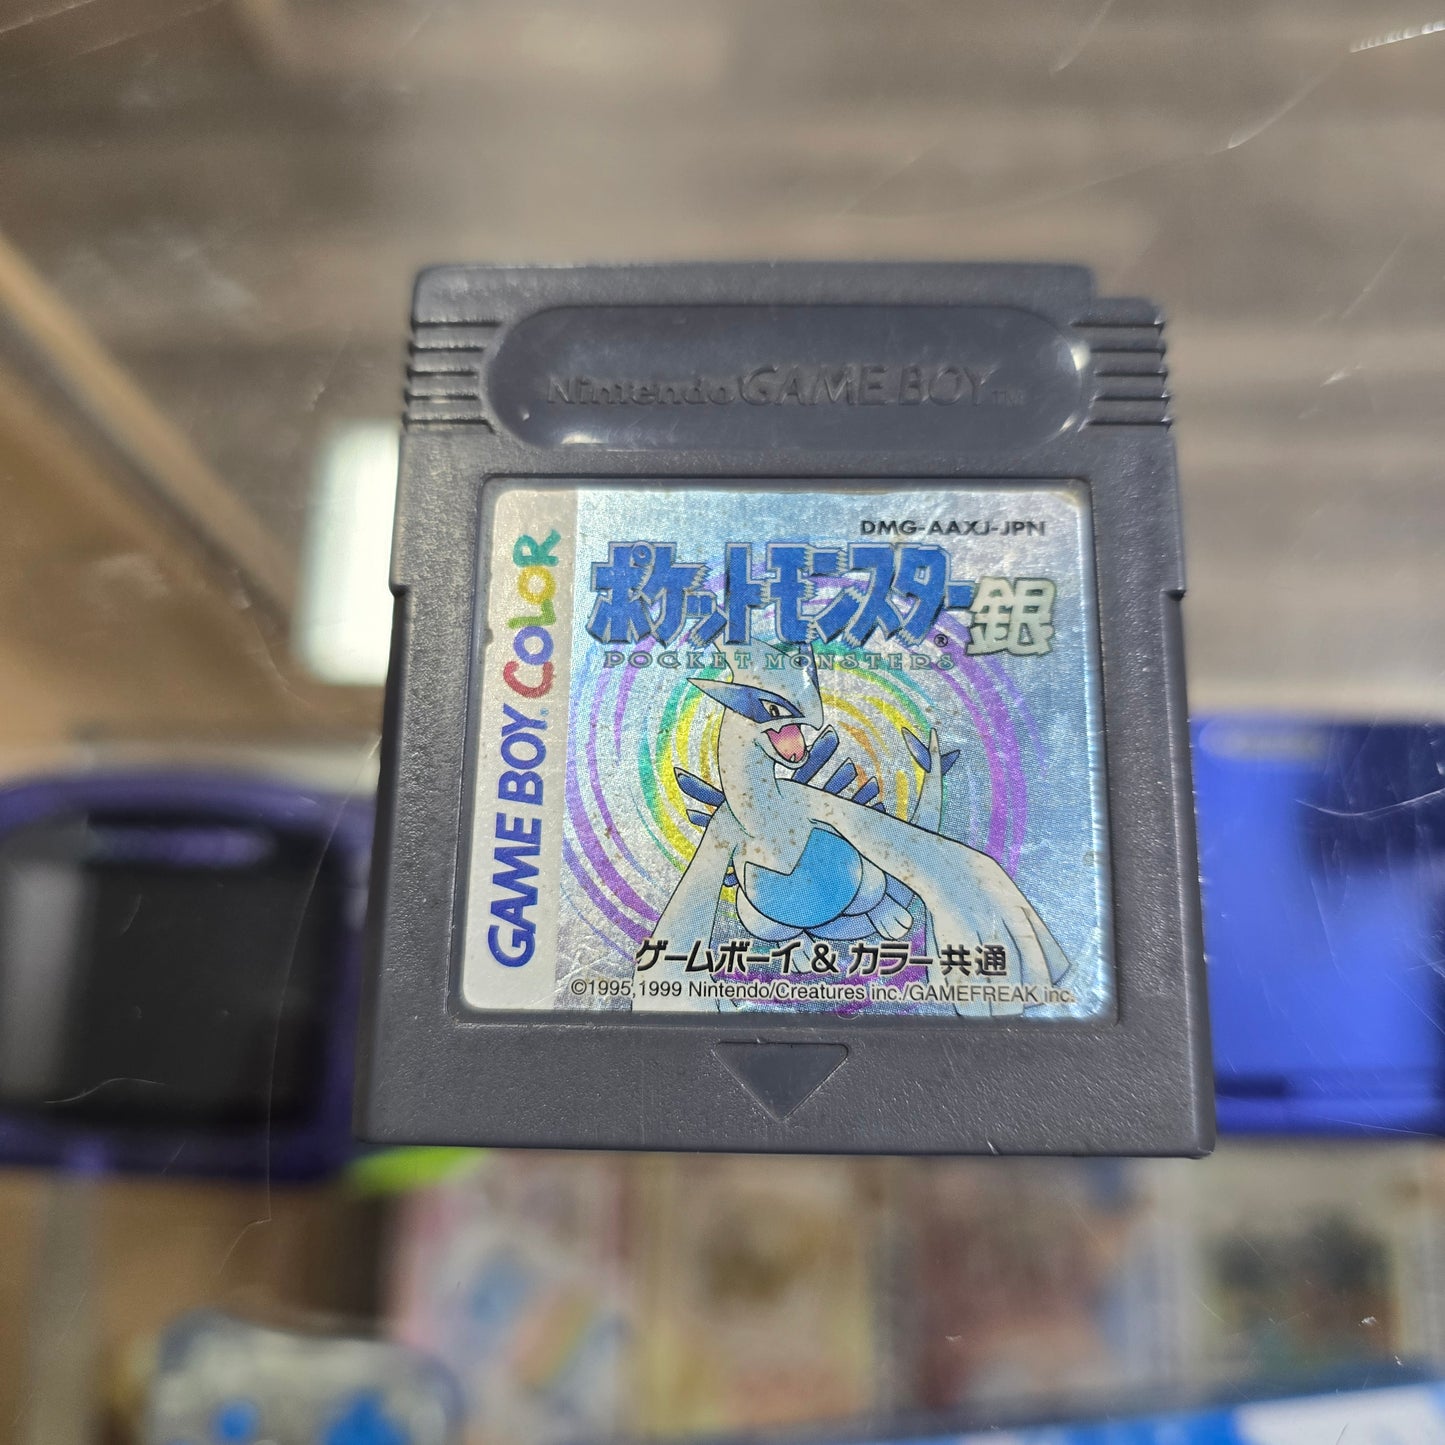 Nintendo GAME BOY™
DMG-AAXJ-JPN
ポケットモンスター®銀
POCKET MONSTERS
GAME BOY COLOR
ゲームボーイ & カラー共通
©1995,1999 Nintendo/Creatures inc./GAMEFREAK inc.